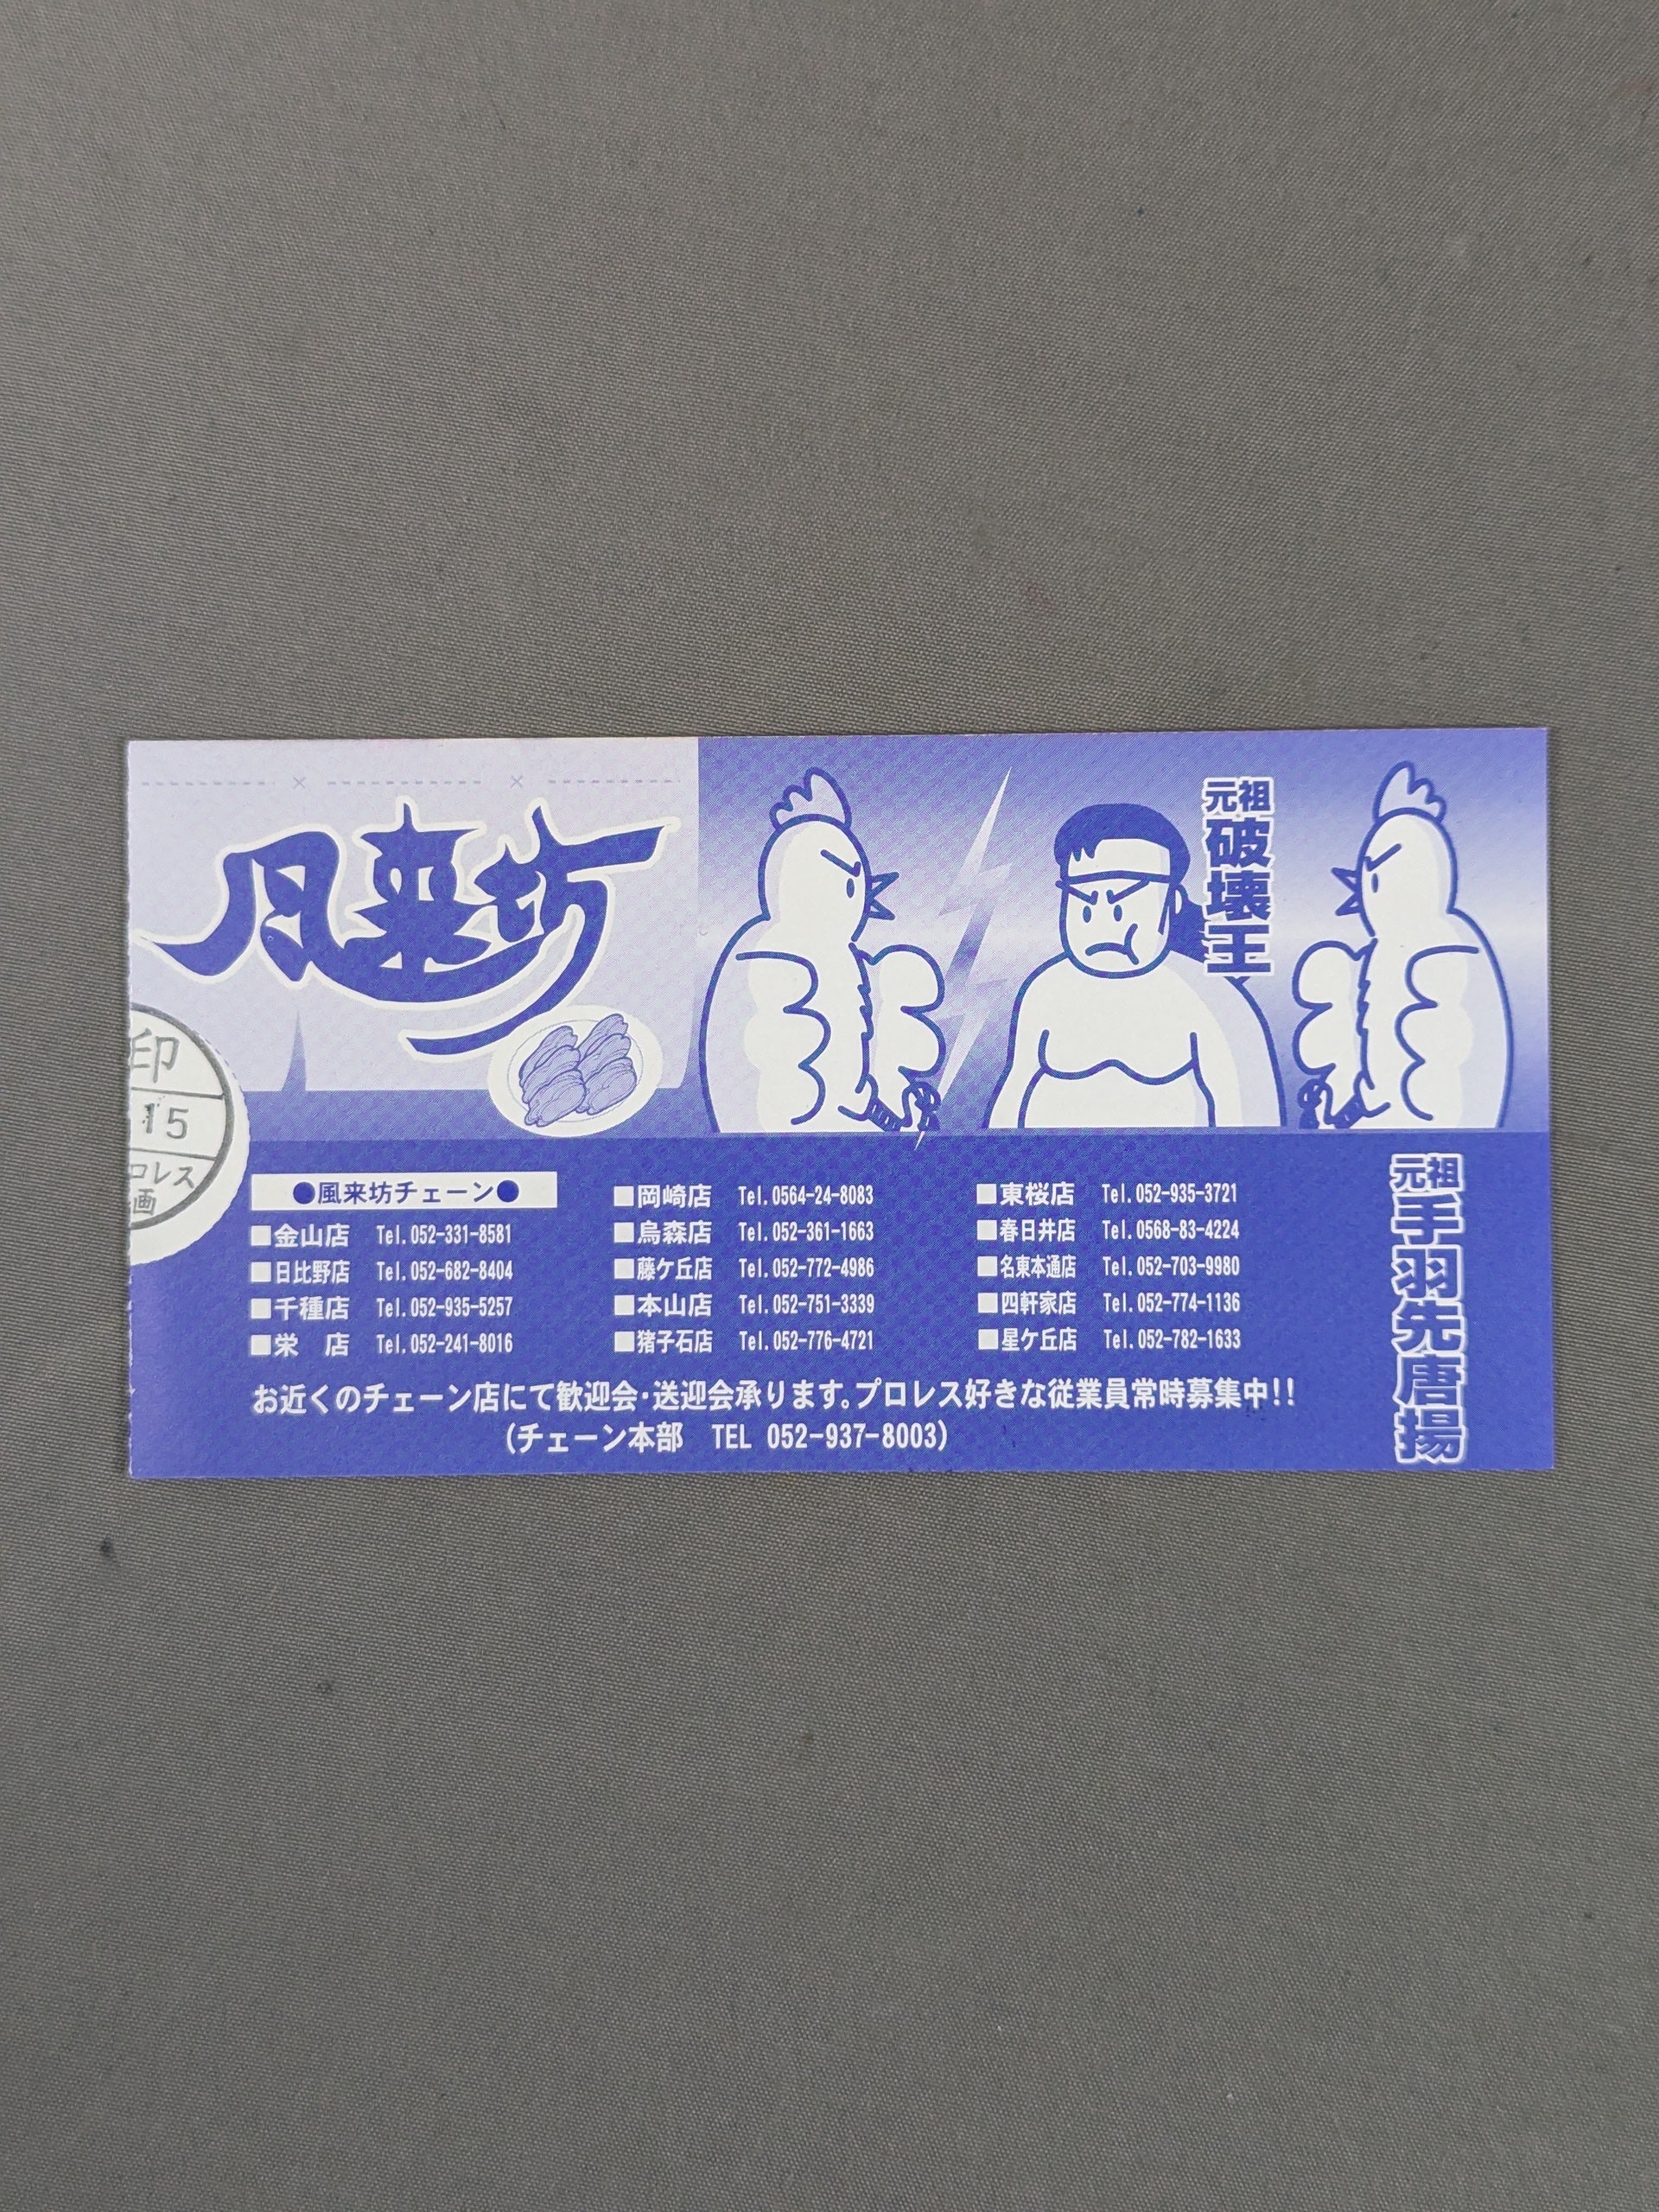 風来坊
元祖
破壊王
印
15
ロレス
画
●風来坊チェーン●
■金山店 Tel.052-331-8581
■日比野店 Tel.052-682-8404
■千種店 Tel.052-935-5257
■栄　店 Tel.052-241-8016
■岡崎店 Tel.0564-24-8083
■烏森店 Tel.052-361-1663
■藤ケ丘店 Tel.052-772-4986
■本山店 Tel.052-751-3339
■猪子石店 Tel.052-776-4721
■東桜店 Tel.052-935-3721
■春日井店 Tel.0568-83-4224
■名東本通店 Tel.052-703-9980
■四軒家店 Tel.052-774-1136
■星ケ丘店 Tel.052-782-1633
お近くのチェーン店にて歓迎会・送迎会承ります。プロレス好きな従業員常時募集中!!
(チェーン本部　TEL 052-937-8003)
元祖
手羽先唐揚